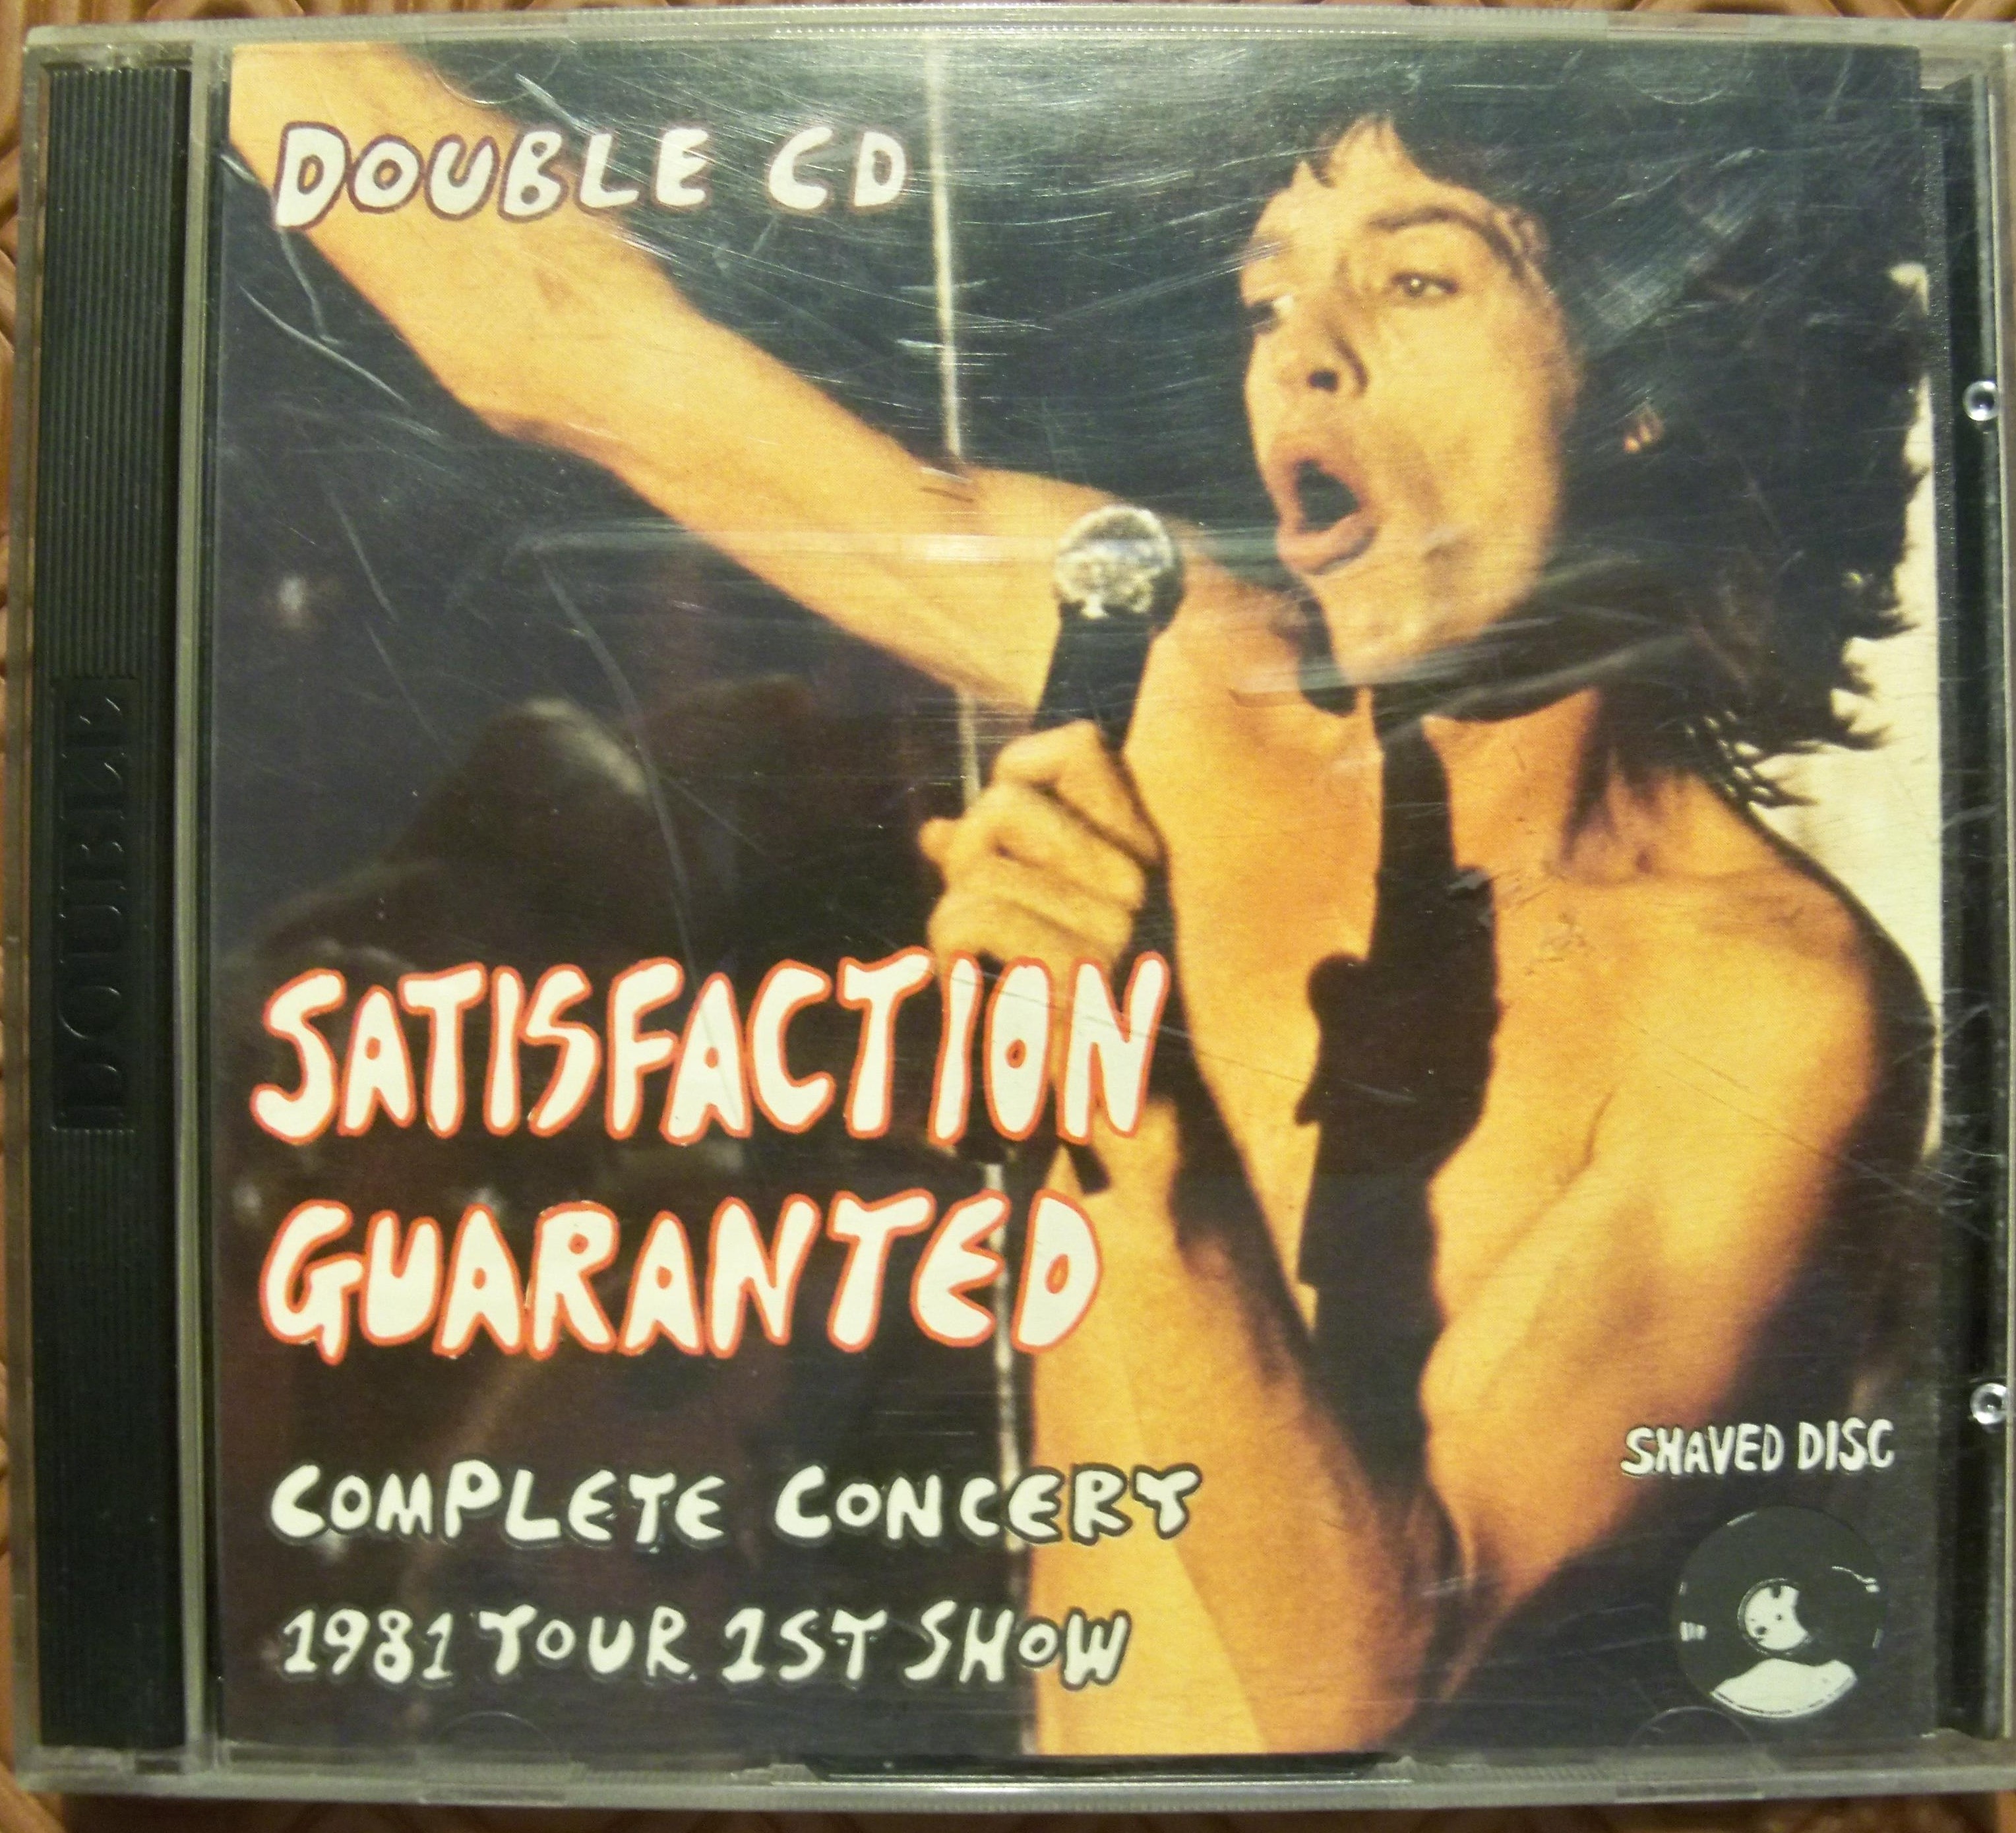 DOUBLE CD
DOUBLE
SATISFACTION
GUARANTED
COMPLETE CONCERT
1981 TOUR 1ST SHOW
SHAVED DISC